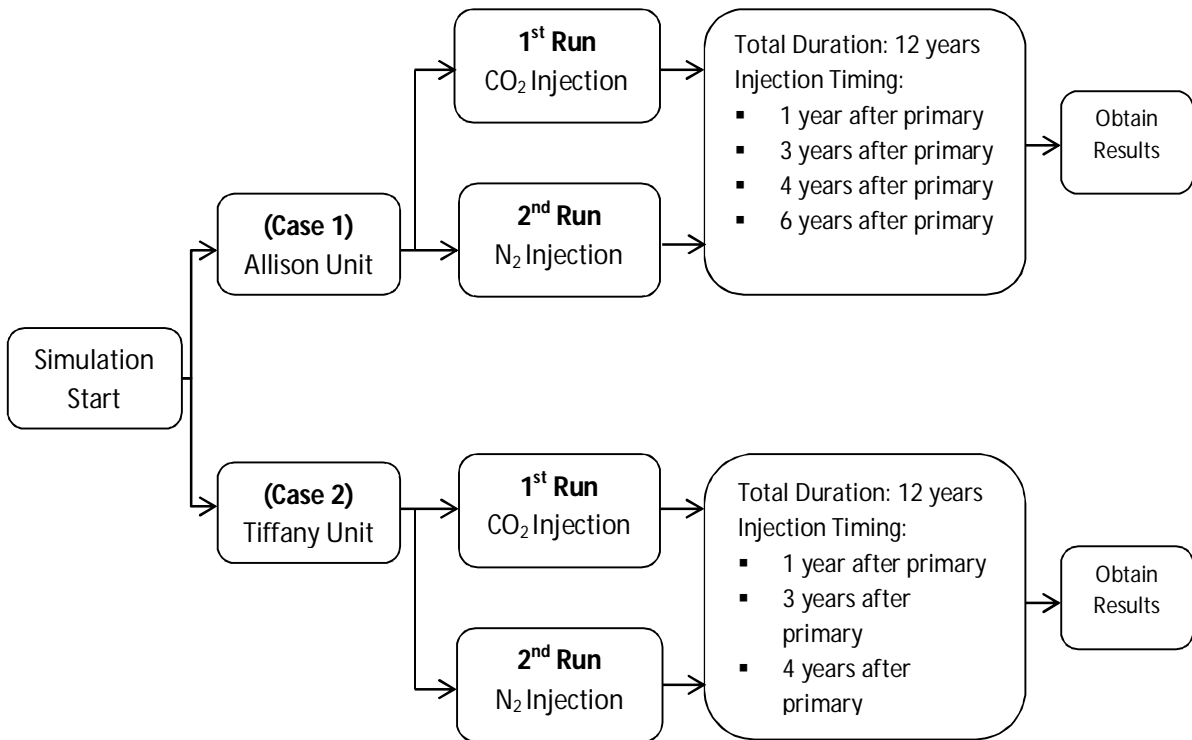 1st Run
CO2 Injection
Total Duration: 12 years
Injection Timing:
▪ 1 year after primary
▪ 3 years after primary
▪ 4 years after primary
▪ 6 years after primary
Obtain
Results
(Case 1)
Allison Unit
2nd Run
N2 Injection
Simulation
Start
(Case 2)
Tiffany Unit
1st Run
CO2 Injection
Total Duration: 12 years
Injection Timing:
▪ 1 year after primary
▪ 3 years after
primary
▪ 4 years after
primary
Obtain
Results
2nd Run
N2 Injection